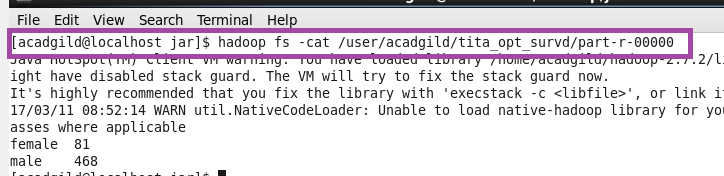 File Edit View Search Terminal Help
[acadgild@localhost jar]$ hadoop fs -cat /user/acadgild/tita_opt_survd/part-r-00000
Java HotSpot(TM) Client VM warning: You have loaded library /home/acadgild/hadoop-2.7.2/li
ight have disabled stack guard. The VM will try to fix the stack guard now.
It's highly recommended that you fix the library with 'execstack -c <libfile>', or link i
17/03/11 08:52:14 WARN util.NativeCodeLoader: Unable to load native-hadoop library for you
asses where applicable
female 81
male 468
[acadgild@localhost jar]$